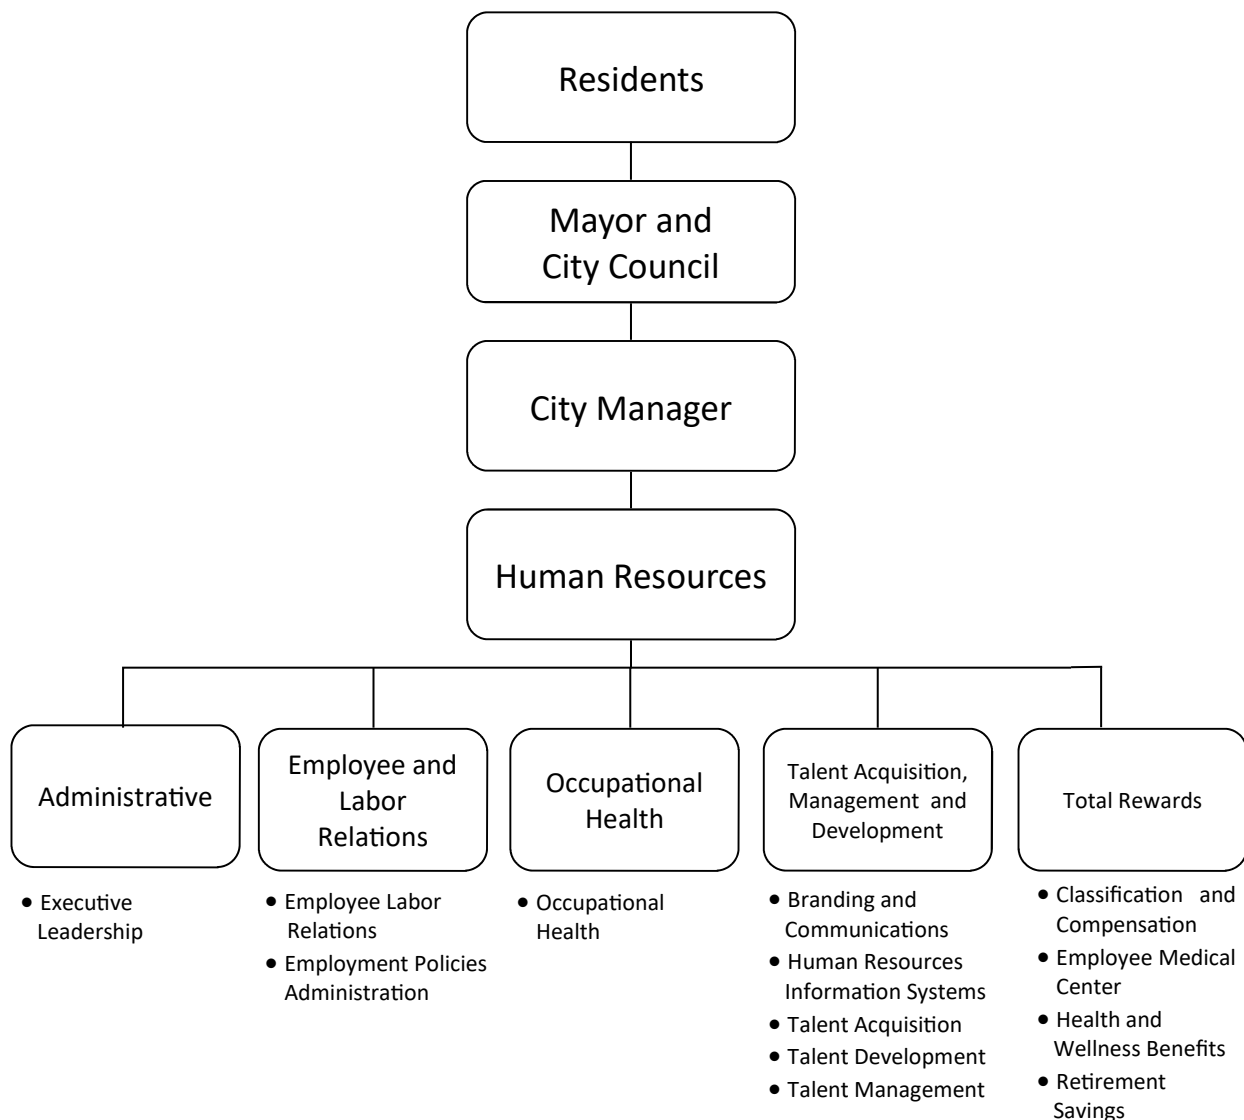 Residents
Mayor and
City Council
City Manager
Human Resources
Administrative
Employee and
Labor
Relations
Occupational
Health
Talent Acquisition,
Management and
Development
Total Rewards
• Executive
Leadership
• Employee Labor
Relations
• Employment Policies
Administration
• Occupational
Health
• Branding and
Communications
• Human Resources
Information Systems
• Talent Acquisition
• Talent Development
• Talent Management
• Classification and
Compensation
• Employee Medical
Center
• Health and
Wellness Benefits
• Retirement
Savings